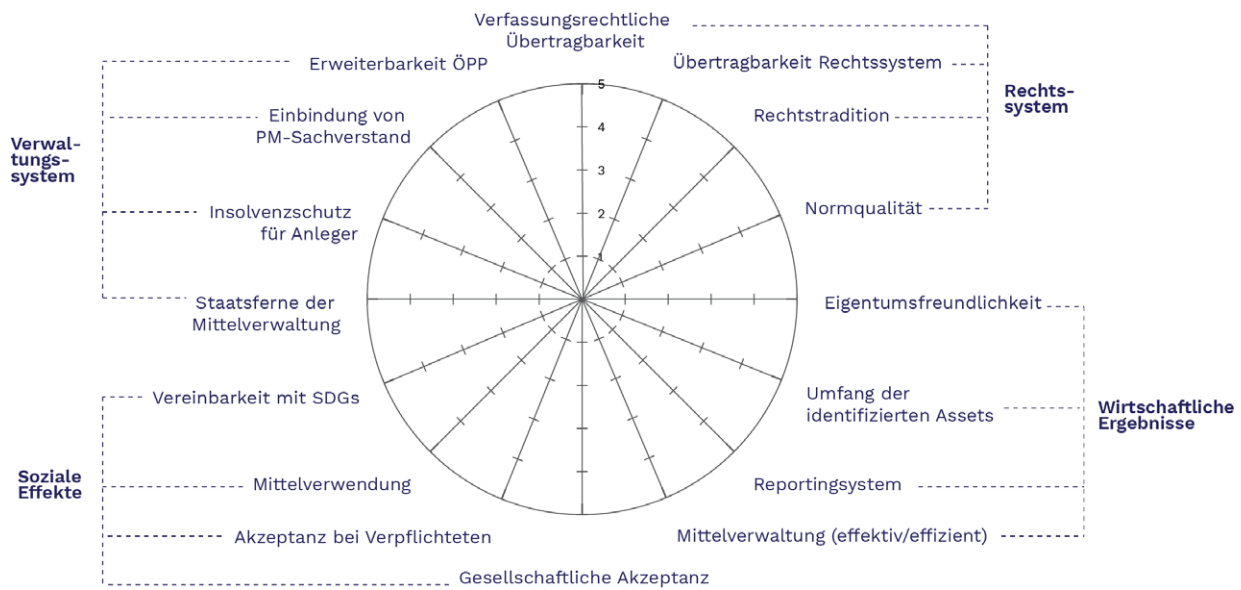 Verfassungsrechtliche
Übertragbarkeit
Erweiterbarkeit ÖPP
Übertragbarkeit Rechtssystem
Einbindung von
PM-Sachverstand
Rechtstradition
Rechts-
system
Verwal-
tungs-
system
Insolvenzschutz
für Anleger
Normqualität
5
4
3
2
1
Staatsferne der
Mittelverwaltung
Eigentumsfreundlichkeit
Vereinbarkeit mit SDGs
Umfang der
identifizierten Assets
Wirtschaftliche
Ergebnisse
Soziale
Effekte
Mittelverwendung
Reportingsystem
Akzeptanz bei Verpflichteten
Mittelverwaltung (effektiv/effizient)
Gesellschaftliche Akzeptanz